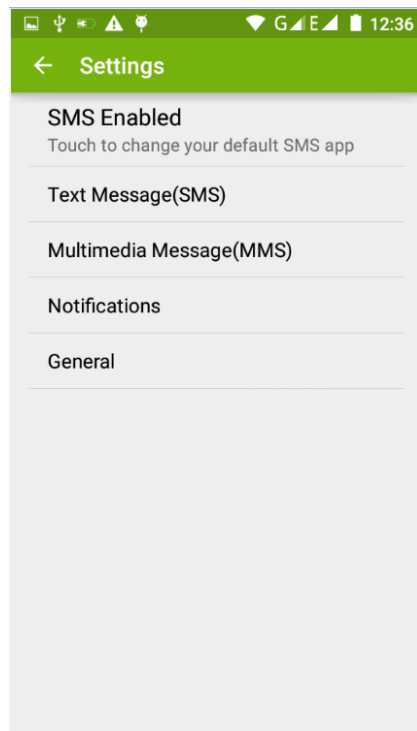 G E 12:36
Settings
SMS Enabled
Touch to change your default SMS app
Text Message(SMS)
Multimedia Message(MMS)
Notifications
General